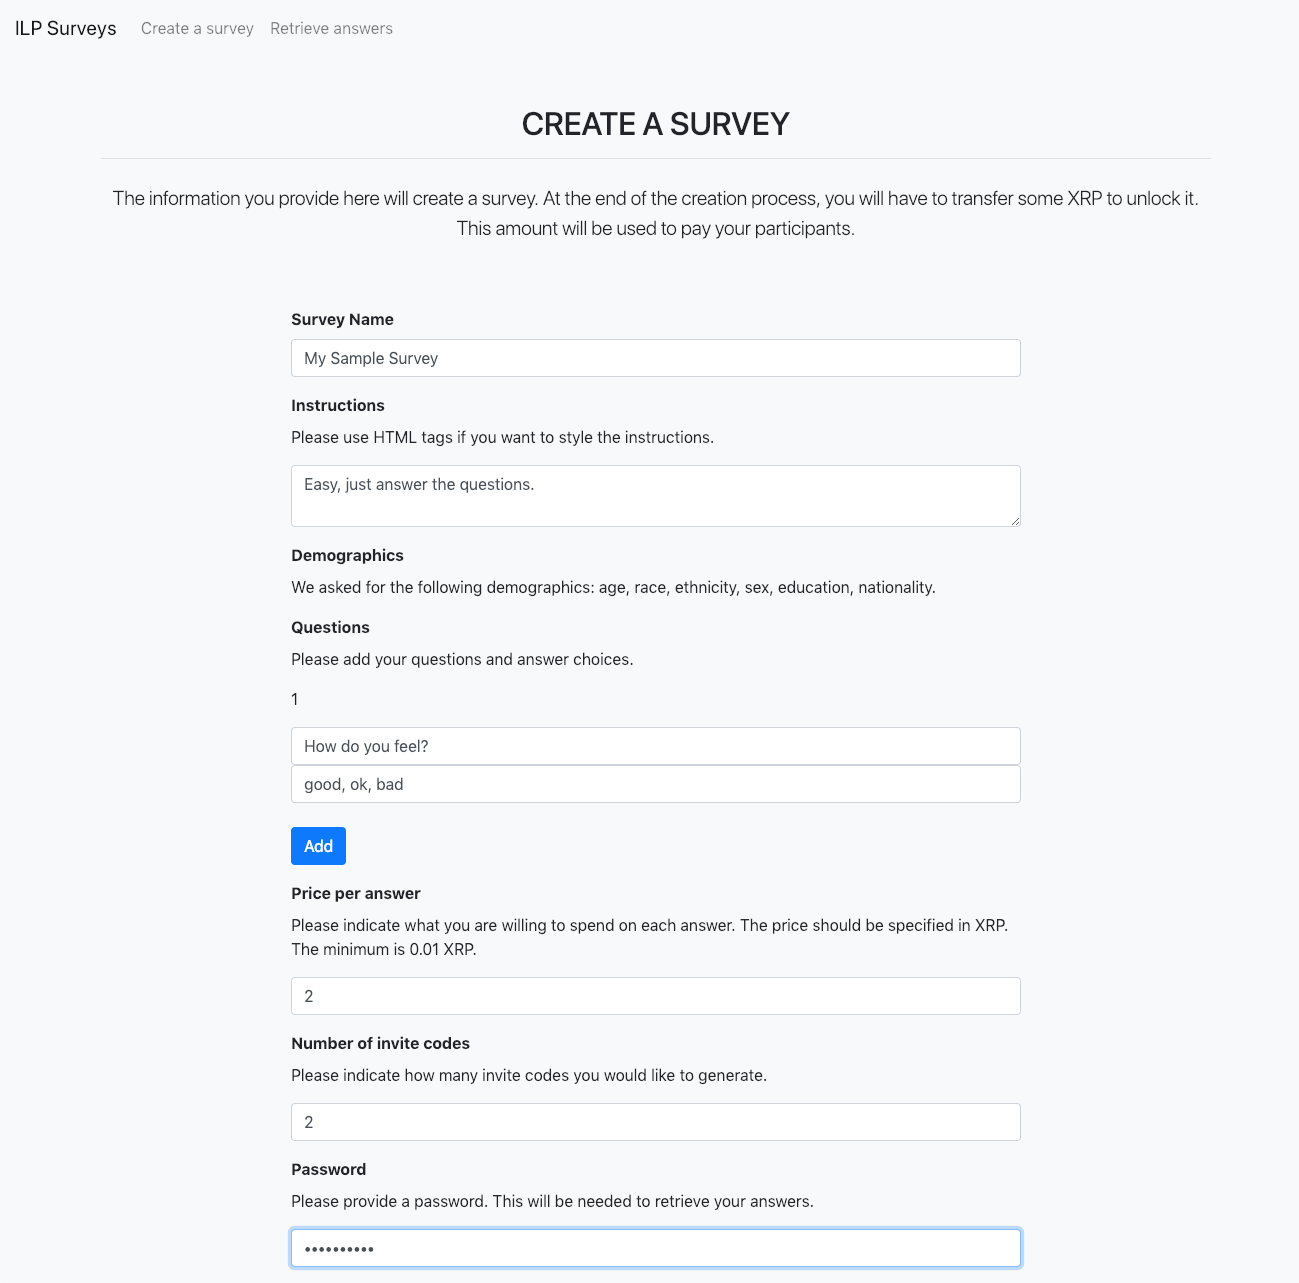 ILP Surveys Create a survey Retrieve answers
CREATE A SURVEY
The information you provide here will create a survey. At the end of the creation process, you will have to transfer some XRP to unlock it.
This amount will be used to pay your participants.
Survey Name
My Sample Survey
Instructions
Please use HTML tags if you want to style the instructions.
Easy, just answer the questions.
Demographics
We asked for the following demographics: age, race, ethnicity, sex, education, nationality.
Questions
Please add your questions and answer choices.
1
How do you feel?
good, ok, bad
Add
Price per answer
Please indicate what you are willing to spend on each answer. The price should be specified in XRP.
The minimum is 0.01 XRP.
2
Number of invite codes
Please indicate how many invite codes you would like to generate.
2
Password
Please provide a password. This will be needed to retrieve your answers.
••••••••••